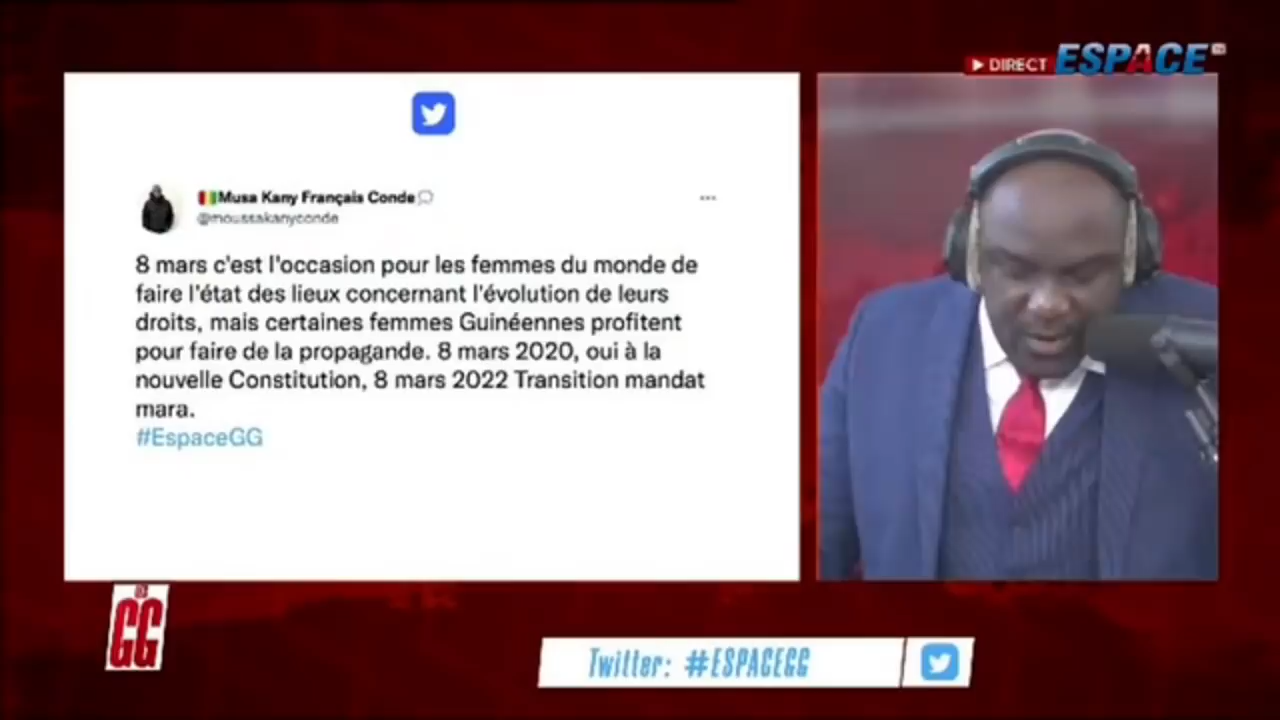 DIRECT ESPACE TV
Musa Kany Français Conde
@moussakanyconde
8 mars c'est l'occasion pour les femmes du monde de
faire l'état des lieux concernant l'évolution de leurs
droits, mais certaines femmes Guinéennes profitent
pour faire de la propagande. 8 mars 2020, oui à la
nouvelle Constitution, 8 mars 2022 Transition mandat
mara.
#EspaceGG
GG
Twitter: #ESPACEGG